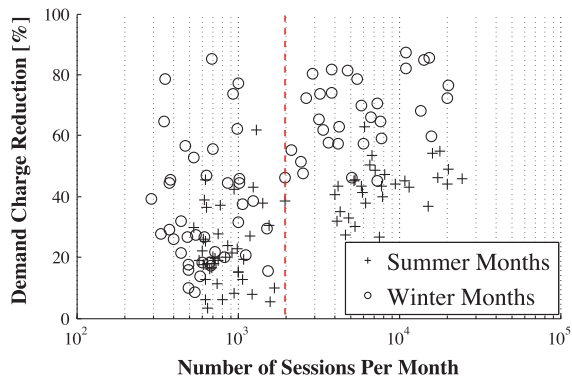 Demand Charge Reduction [%]
100
80
60
40
20
0
10²
10³
10⁴
10⁵
Number of Sessions Per Month
Summer Months
Winter Months